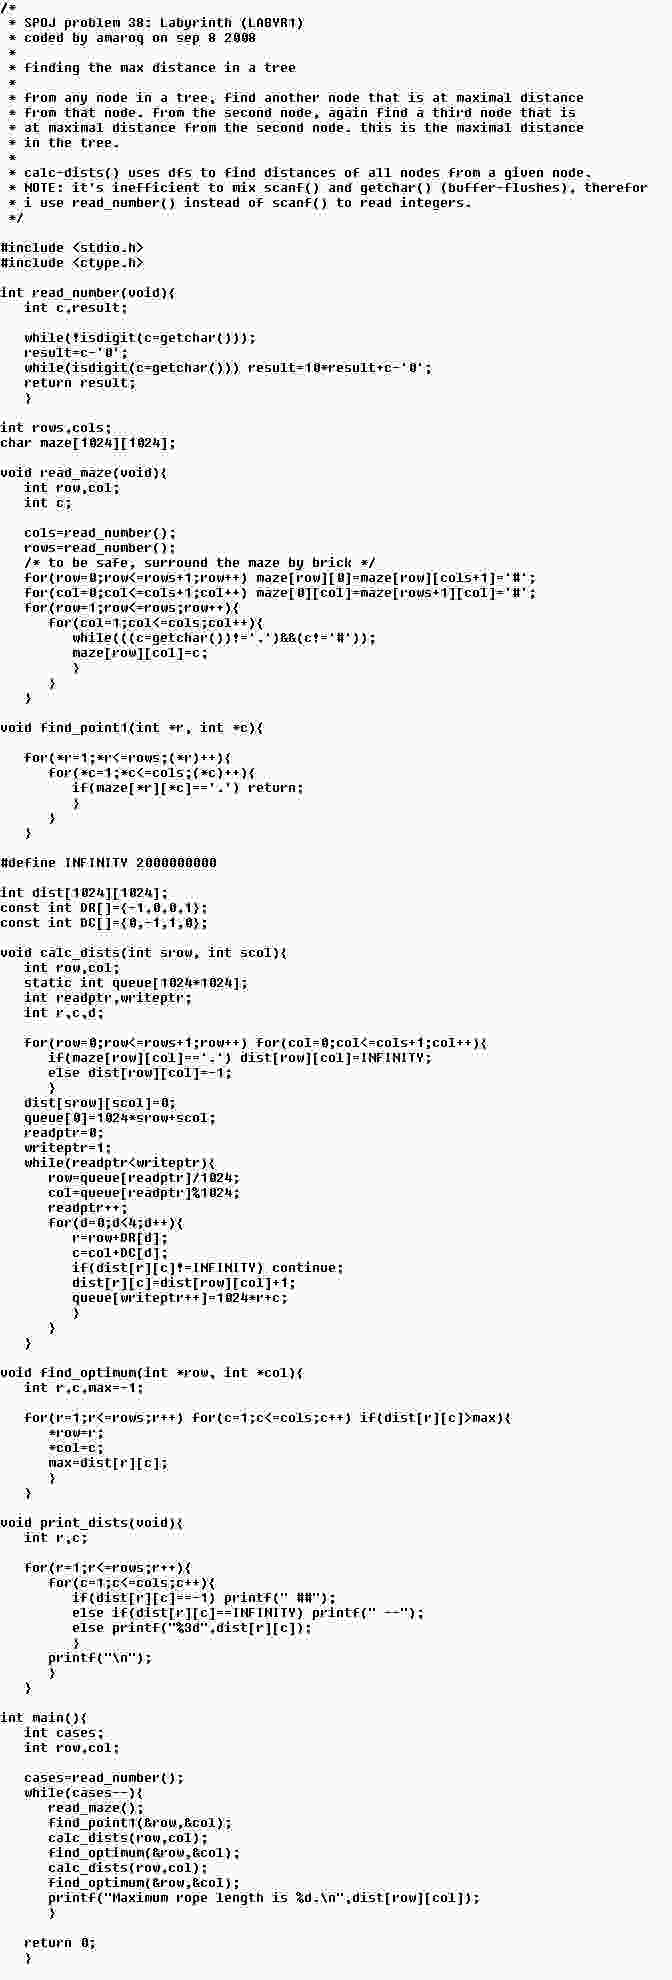 /*
 * SPOJ problem 38: Labyrinth (LABYR1)
 * coded by amaroq on sep 8 2008
 *
 * finding the max distance in a tree
 *
 * from any node in a tree, find another node that is at maximal distance
 * from that node. from the second node, again find a third node that is
 * at maximal distance from the second node. this is the maximal distance
 * in the tree.
 *
 * calc-dists() uses dfs to find distances of all nodes from a given node.
 * NOTE: it's inefficient to mix scanf() and getchar() (buffer-flushes), therefor
 * i use read_number() instead of scanf() to read integers.
 */

#include <stdio.h>
#include <ctype.h>

int read_number(void){
   int c,result;

   while(!isdigit(c=getchar()));
   result=c-'0';
   while(isdigit(c=getchar())) result=10*result+c-'0';
   return result;
   }

int rows,cols;
char maze[1024][1024];

void read_maze(void){
   int row,col;
   int c;

   cols=read_number();
   rows=read_number();
   /* to be safe, surround the maze by brick */
   for(row=0;row<=rows+1;row++) maze[row][0]=maze[row][cols+1]='#';
   for(col=0;col<=cols+1;col++) maze[0][col]=maze[rows+1][col]='#';
   for(row=1;row<=rows;row++){
      for(col=1;col<=cols;col++){
         while(((c=getchar())!='.')&&(c!='#'));
         maze[row][col]=c;
         }
      }
   }

void find_point1(int *r, int *c){

   for(*r=1;*r<=rows;(*r)++){
      for(*c=1;*c<=cols;(*c)++){
         if(maze[*r][*c]=='.') return;
         }
      }
   }

#define INFINITY 2000000000

int dist[1024][1024];
const int DR[]={-1,0,0,1};
const int DC[]={0,-1,1,0};

void calc_dists(int srow, int scol){
   int row,col;
   static int queue[1024*1024];
   int readptr,writeptr;
   int r,c,d;

   for(row=0;row<=rows+1;row++) for(col=0;col<=cols+1;col++){
      if(maze[row][col]=='.') dist[row][col]=INFINITY;
      else dist[row][col]=-1;
      }
   dist[srow][scol]=0;
   queue[0]=1024*srow+scol;
   readptr=0;
   writeptr=1;
   while(readptr<writeptr){
      row=queue[readptr]/1024;
      col=queue[readptr]%1024;
      readptr++;
      for(d=0;d<4;d++){
         r=row+DR[d];
         c=col+DC[d];
         if(dist[r][c]!=INFINITY) continue;
         dist[r][c]=dist[row][col]+1;
         queue[writeptr++]=1024*r+c;
         }
      }
   }

void find_optimum(int *row, int *col){
   int r,c,max=-1;

   for(r=1;r<=rows;r++) for(c=1;c<=cols;c++) if(dist[r][c]>max){
      *row=r;
      *col=c;
      max=dist[r][c];
      }
   }

void print_dists(void){
   int r,c;

   for(r=1;r<=rows;r++){
      for(c=1;c<=cols;c++){
         if(dist[r][c]==-1) printf(" ##");
         else if(dist[r][c]==INFINITY) printf(" --");
         else printf("%3d",dist[r][c]);
         }
      printf("\n");
      }
   }

int main(){
   int cases;
   int row,col;

   cases=read_number();
   while(cases--){
      read_maze();
      find_point1(&row,&col);
      calc_dists(row,col);
      find_optimum(&row,&col);
      calc_dists(row,col);
      find_optimum(&row,&col);
      printf("Maximum rope length is %d.\n",dist[row][col]);
      }

   return 0;
   }